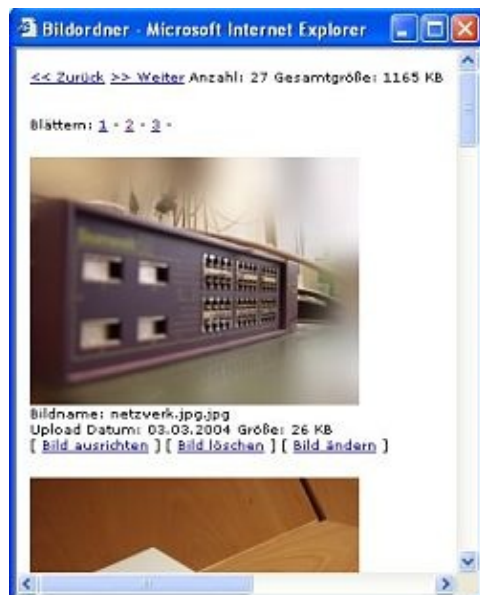 Bildordner - Microsoft Internet Explorer
<< Zurück >> Weiter Anzahl: 27 Gesamtgröße: 1165 KB
Blättern: 1 - 2 - 3 -
Bildname: netzverk.jpg.jpg
Upload Datum: 03.03.2004 Größe: 26 KB
[ Bild ausrichten ] [ Bild löschen ] [ Bild ändern ]